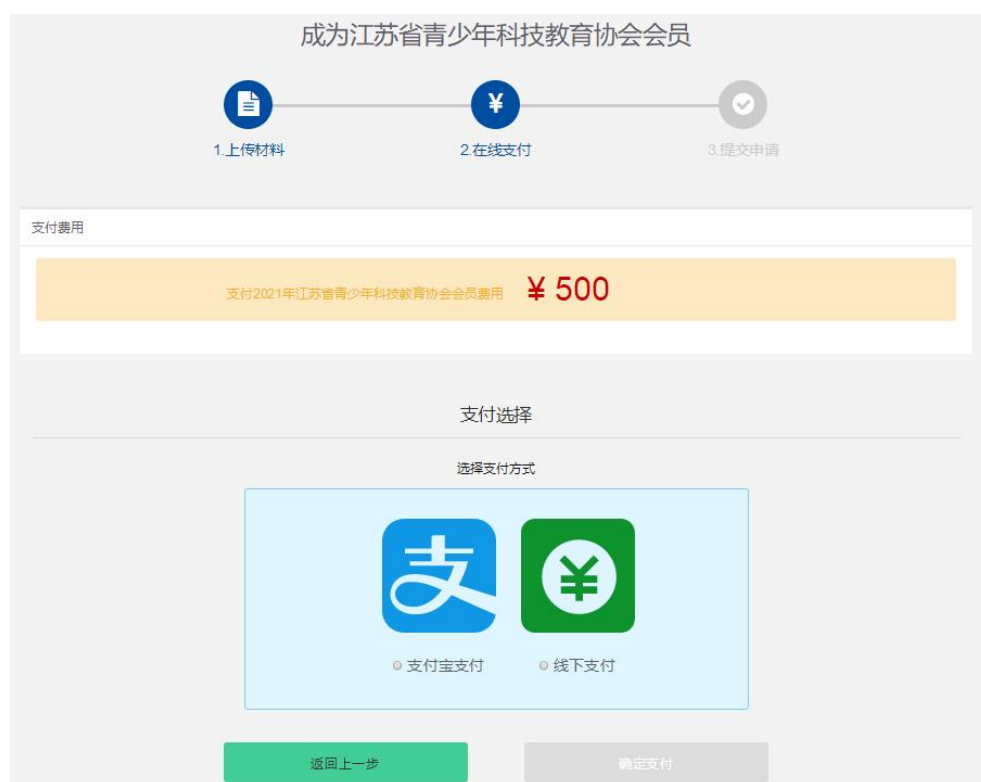 成为江苏省青少年科技教育协会会员
¥
1.上传材料 2.在线支付 3.提交申请
支付费用
支付2021年江苏省青少年科技教育协会会员费用 ¥ 500
支付选择
选择支付方式
支 ¥
支付宝支付 线下支付
返回上一步 确定支付